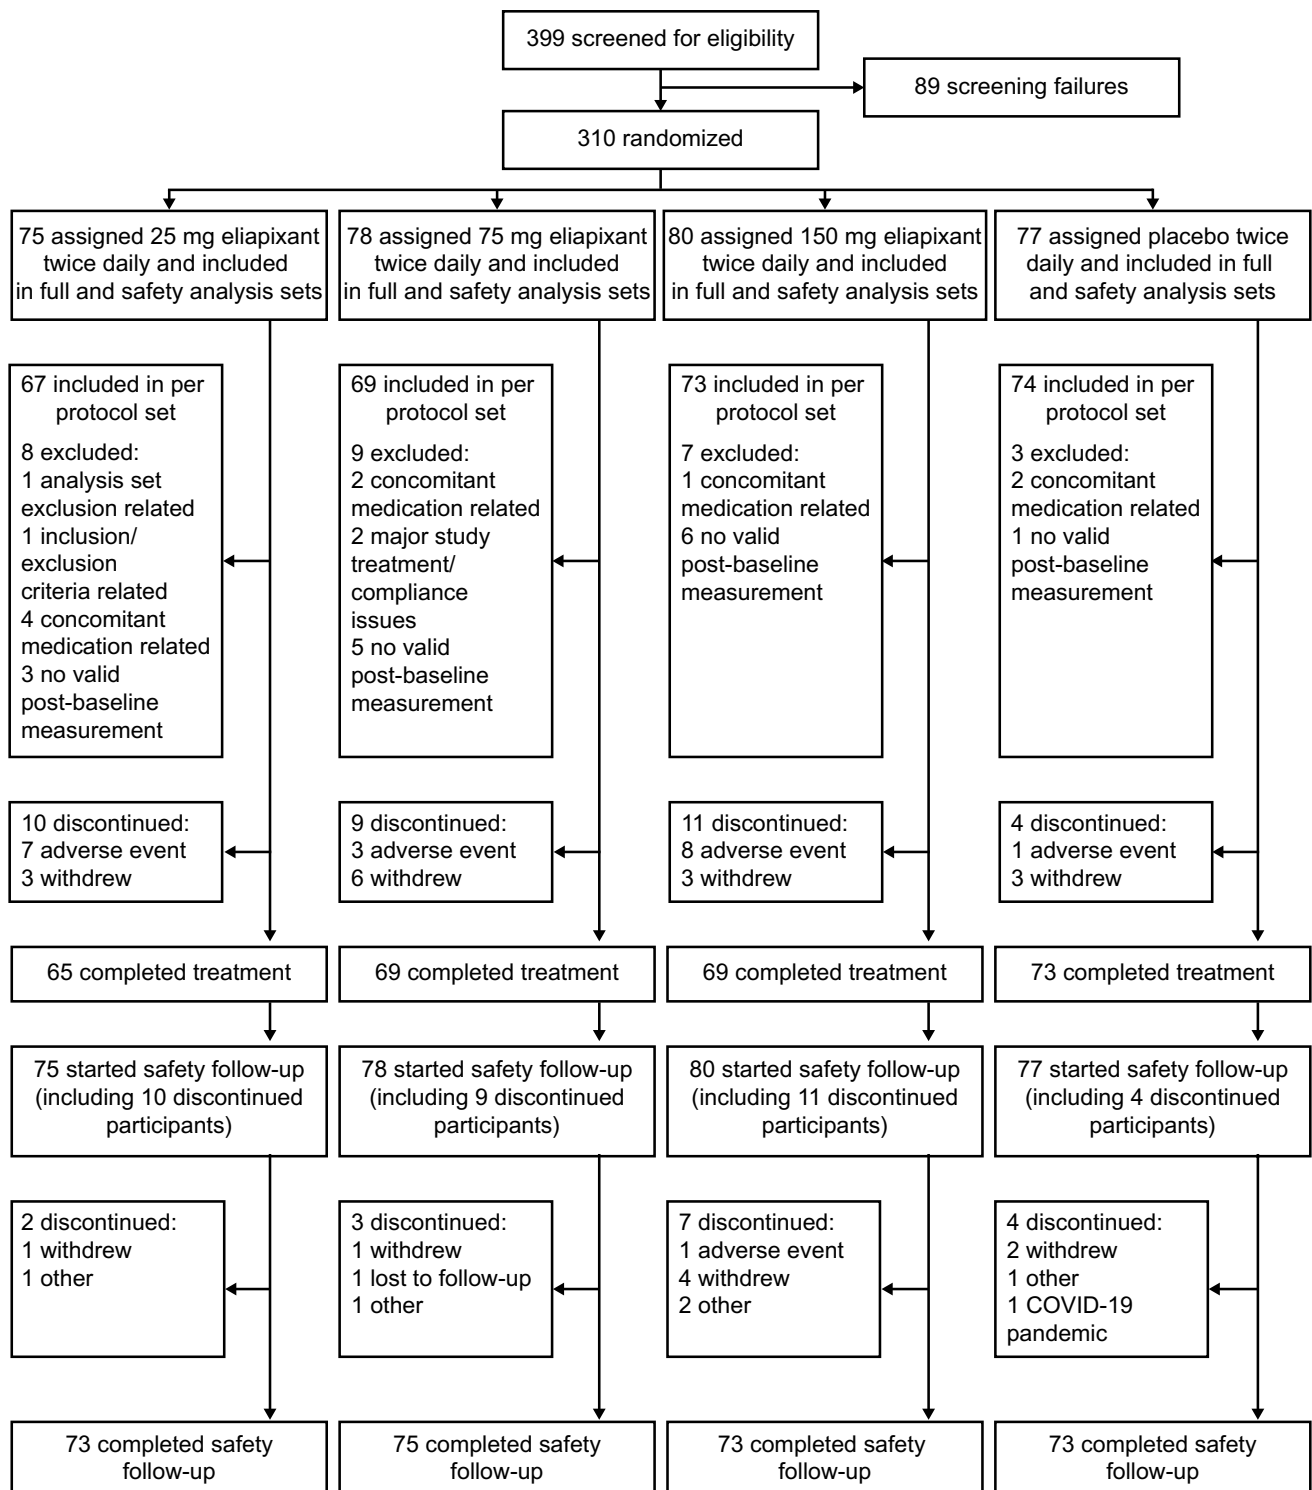 399 screened for eligibility
89 screening failures
310 randomized
75 assigned 25 mg eliapixant
twice daily and included
in full and safety analysis sets
78 assigned 75 mg eliapixant
twice daily and included
in full and safety analysis sets
80 assigned 150 mg eliapixant
twice daily and included
in full and safety analysis sets
77 assigned placebo twice
daily and included in full
and safety analysis sets
67 included in per
protocol set
8 excluded:
1 analysis set
exclusion related
1 inclusion/
exclusion
criteria related
4 concomitant
medication related
3 no valid
post-baseline
measurement
69 included in per
protocol set
9 excluded:
2 concomitant
medication related
2 major study
treatment/
compliance
issues
5 no valid
post-baseline
measurement
73 included in per
protocol set
7 excluded:
1 concomitant
medication related
6 no valid
post-baseline
measurement
74 included in per
protocol set
3 excluded:
2 concomitant
medication related
1 no valid
post-baseline
measurement
10 discontinued:
7 adverse event
3 withdrew
9 discontinued:
3 adverse event
6 withdrew
11 discontinued:
8 adverse event
3 withdrew
4 discontinued:
1 adverse event
3 withdrew
65 completed treatment
69 completed treatment
69 completed treatment
73 completed treatment
75 started safety follow-up
(including 10 discontinued
participants)
78 started safety follow-up
(including 9 discontinued
participants)
80 started safety follow-up
(including 11 discontinued
participants)
77 started safety follow-up
(including 4 discontinued
participants)
2 discontinued:
1 withdrew
1 other
3 discontinued:
1 withdrew
1 lost to follow-up
1 other
7 discontinued:
1 adverse event
4 withdrew
2 other
4 discontinued:
2 withdrew
1 other
1 COVID-19
pandemic
73 completed safety
follow-up
75 completed safety
follow-up
73 completed safety
follow-up
73 completed safety
follow-up